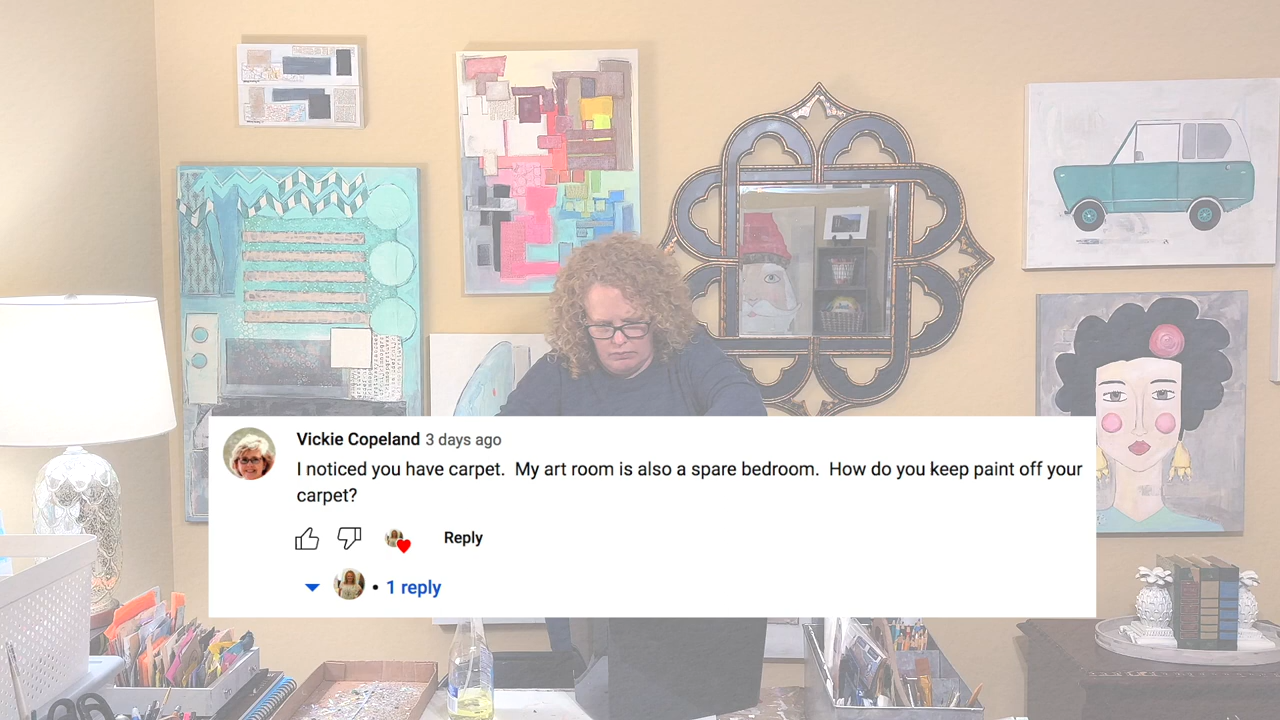 Vickie Copeland 3 days ago
I noticed you have carpet. My art room is also a spare bedroom. How do you keep paint off your
carpet?
Reply
• 1 reply